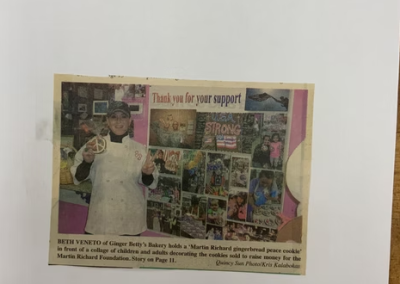 Thank you for your support
STRONG
BETH VENETO of Ginger Betty's Bakery holds a 'Martin Richard gingerbread peace cookie'
in front of a collage of children and adults decorating the cookies sold to raise money for the
Martin Richard Foundation. Story on Page 11.
Quincy Sun Photo/Kris Kalaboukis